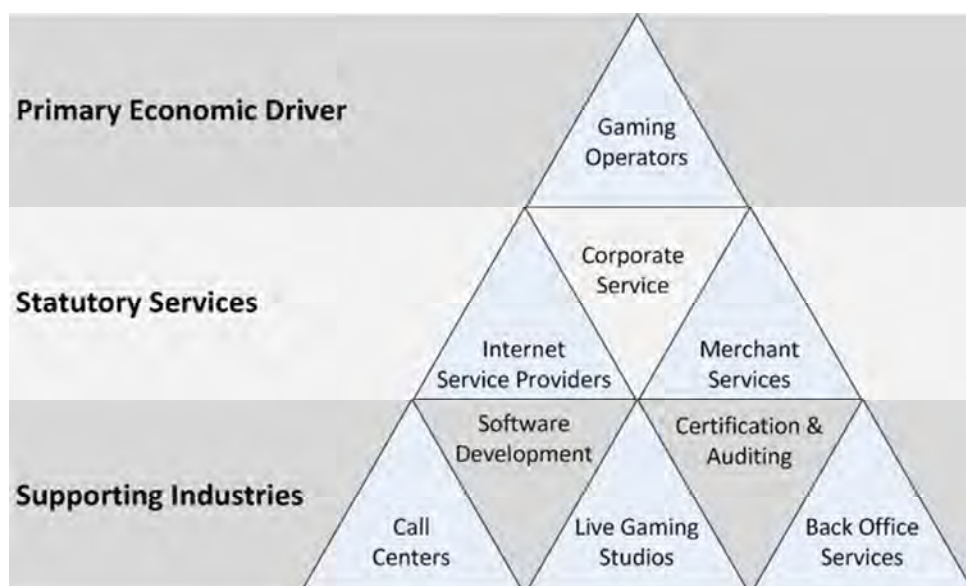 Primary Economic Driver
Gaming
Operators
Statutory Services
Corporate
Service
Internet
Service Providers
Merchant
Services
Supporting Industries
Software
Development
Certification &
Auditing
Call
Centers
Live Gaming
Studios
Back Office
Services